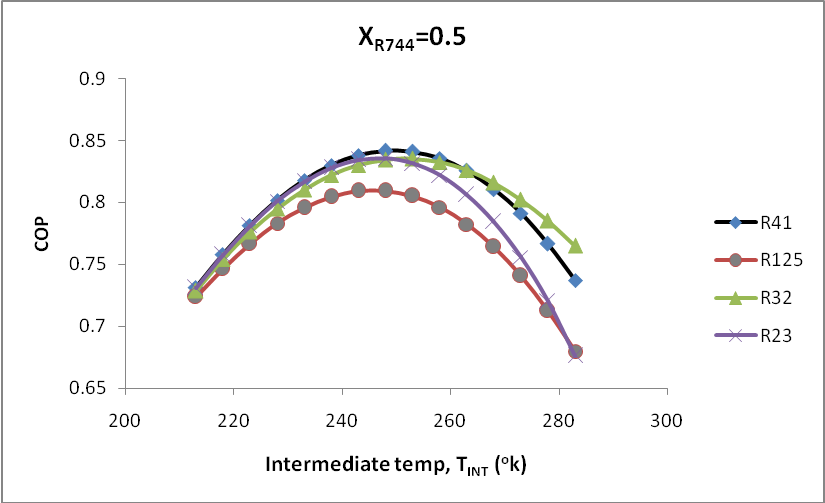 XR744=0.5
0.9
0.85
0.8
0.75
0.7
0.65
COP
200
220
240
260
280
300
Intermediate temp, TINT (ok)
R41
R125
R32
R23